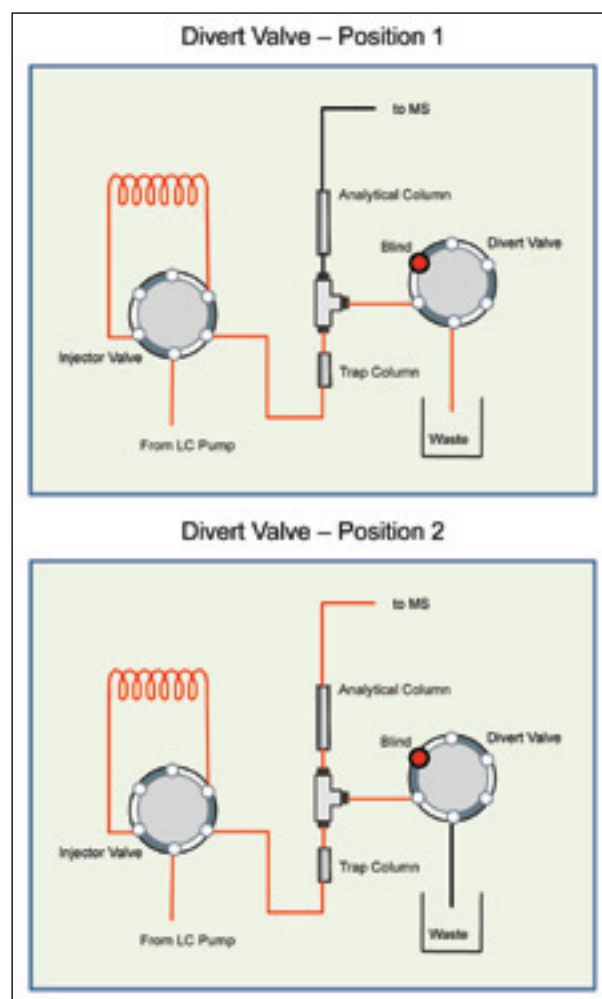 Divert Valve – Position 1
to MS
Analytical Column
Blind
Divert Valve
Injector Valve
Trap Column
From LC Pump
Waste
Divert Valve – Position 2
to MS
Analytical Column
Blind
Divert Valve
Injector Valve
Trap Column
From LC Pump
Waste